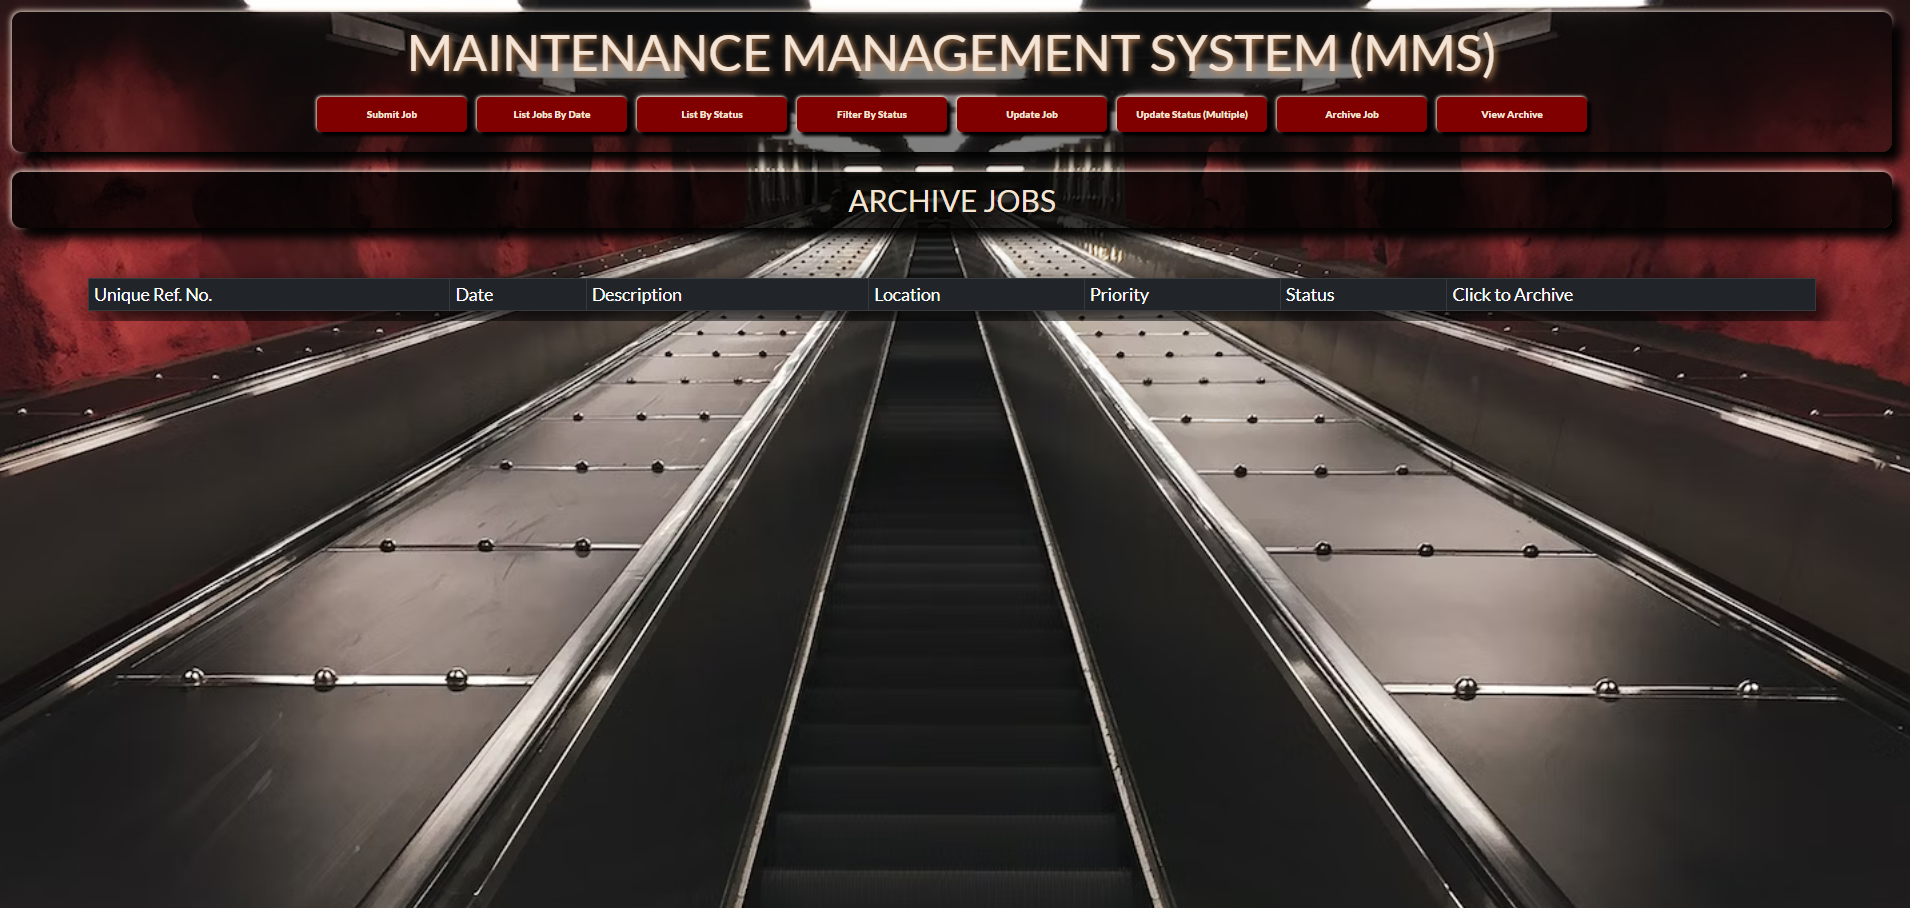 MAINTENANCE MANAGEMENT SYSTEM (MMS)
Submit Job List Jobs By Date List By Status Filter By Status Update Job Update Status (Multiple) Archive Job View Archive
ARCHIVE JOBS
Unique Ref. No. Date Description Location Priority Status Click to Archive